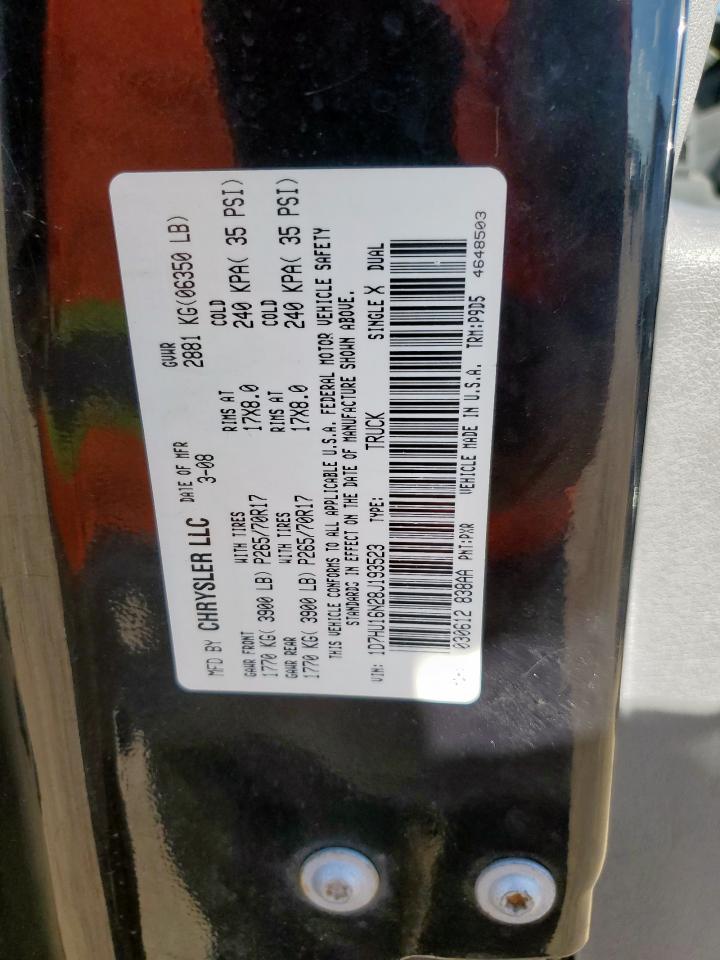 MFD BY CHRYSLER LLC DATE OF MFR 3-08 GVWR 2881 KG(06350 LB)
GAWR FRONT WITH TIRES RIMS AT COLD
1770 KG( 3900 LB) P265/70R17 17X8.0 240 KPA( 35 PSI)
GAWR REAR WITH TIRES RIMS AT COLD
1770 KG( 3900 LB) P265/70R17 17X8.0 240 KPA( 35 PSI)
THIS VEHICLE CONFORMS TO ALL APPLICABLE U.S.A. FEDERAL MOTOR VEHICLE SAFETY
STANDARDS IN EFFECT ON THE DATE OF MANUFACTURE SHOWN ABOVE.
VIN: 1D7HU16N28J193523 TYPE: TRUCK SINGLE X DUAL
030612 838AA PNT:PXR VEHICLE MADE IN U.S.A. TRM:P9D5 4648503